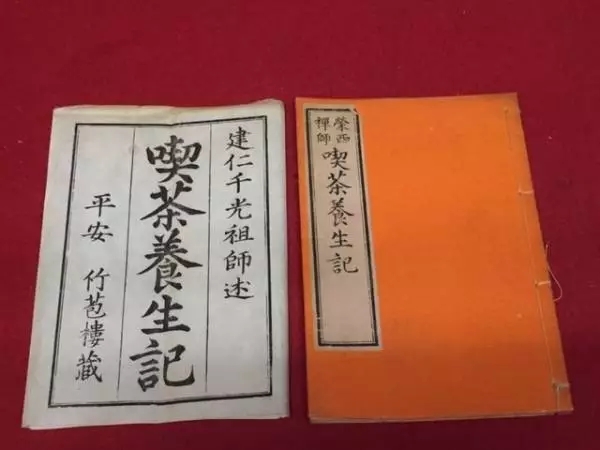 建仁千光祖師述
喫茶養生記
平安 竹苞樓藏
榮西禪師
喫茶養生記